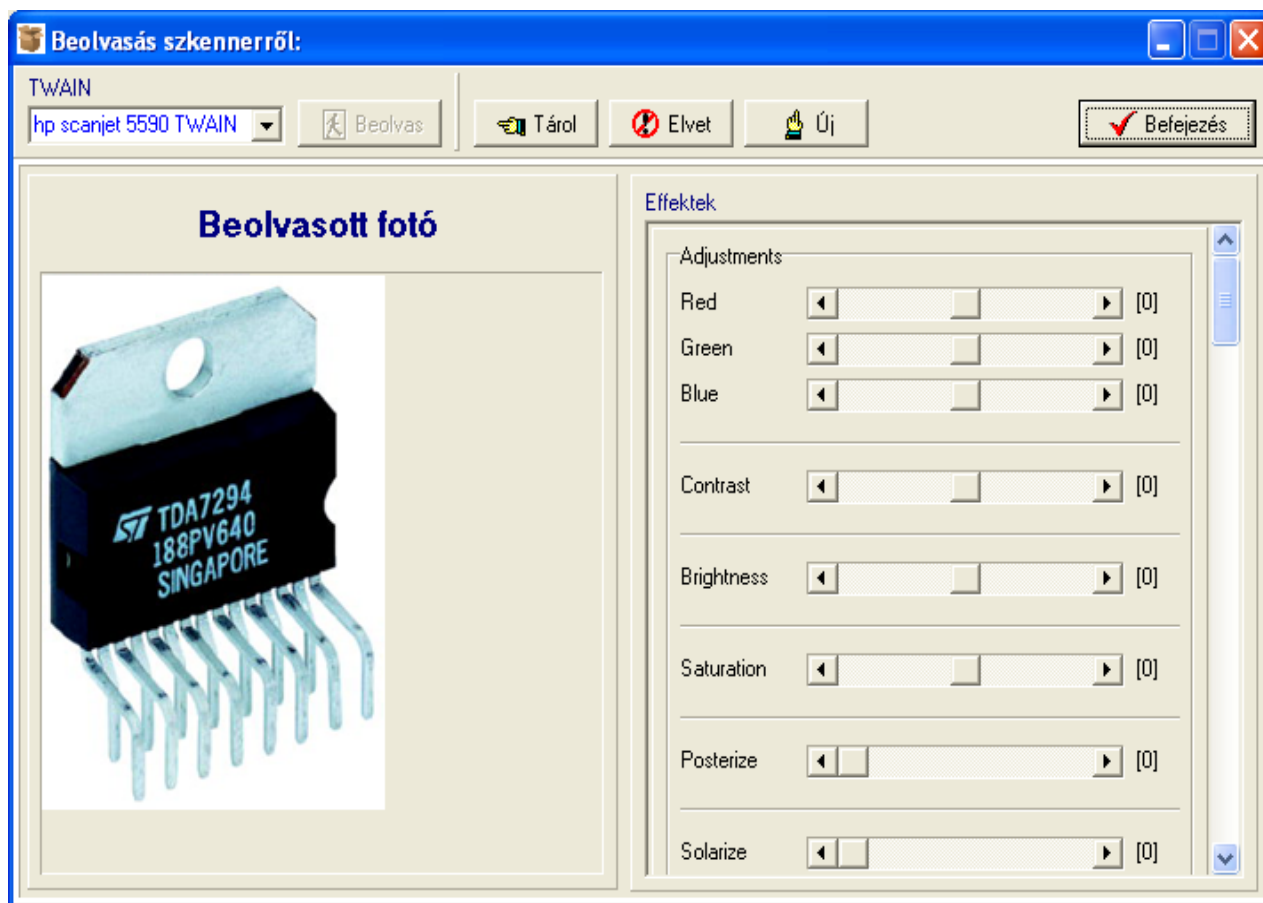 Beolvasás szkennerről:
TWAIN
hp scanjet 5590 TWAIN
Beolvas
Tárol
Elvet
Új
Befejezés
Beolvasott fotó
ST TDA7294
188PV640
SINGAPORE
Effektek
Adjustments
Red [0]
Green [0]
Blue [0]
Contrast [0]
Brightness [0]
Saturation [0]
Posterize [0]
Solarize [0]